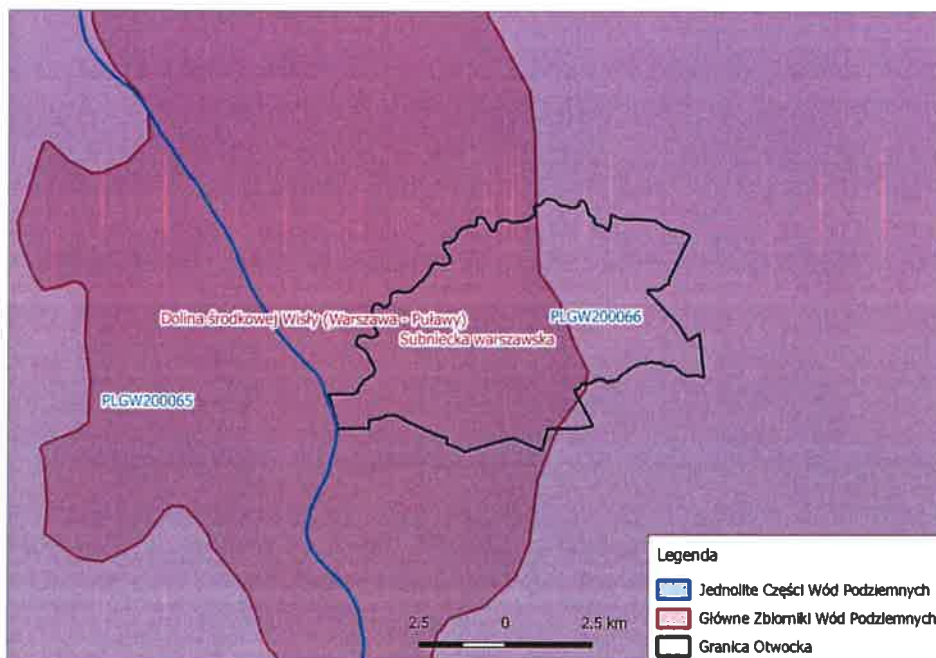 Dolina środkowej Wisły (Warszawa - Puławy)
PLGW200066
Subniecka warszawska
PLGW200065
Legenda
Jednolite Części Wód Podziemnych
Główne Zbiorniki Wód Podziemnych
Granica Otwocka
2.5 0 2.5 km